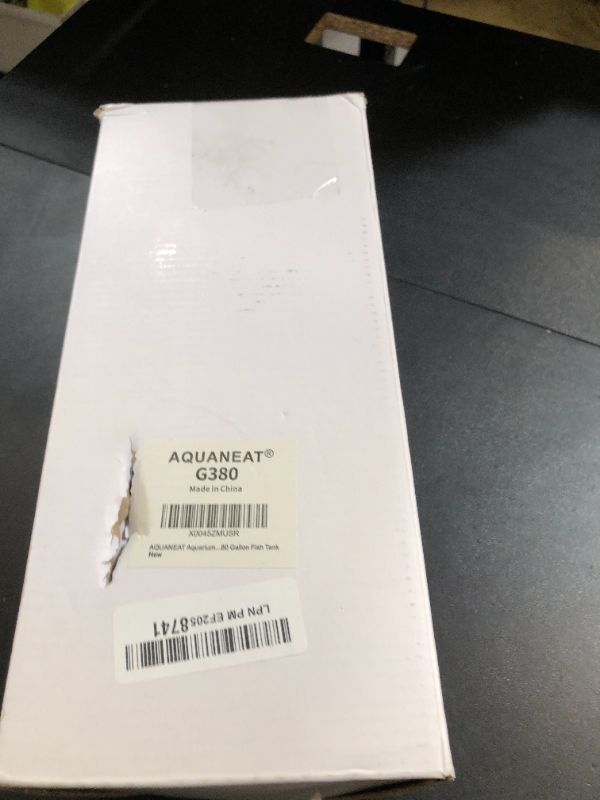 AQUANEAT®
G380
Made in China
X0045ZMUSR
AQUANEAT Aquarium...80 Gallon Fish Tank
New
LPN PM EF2058741